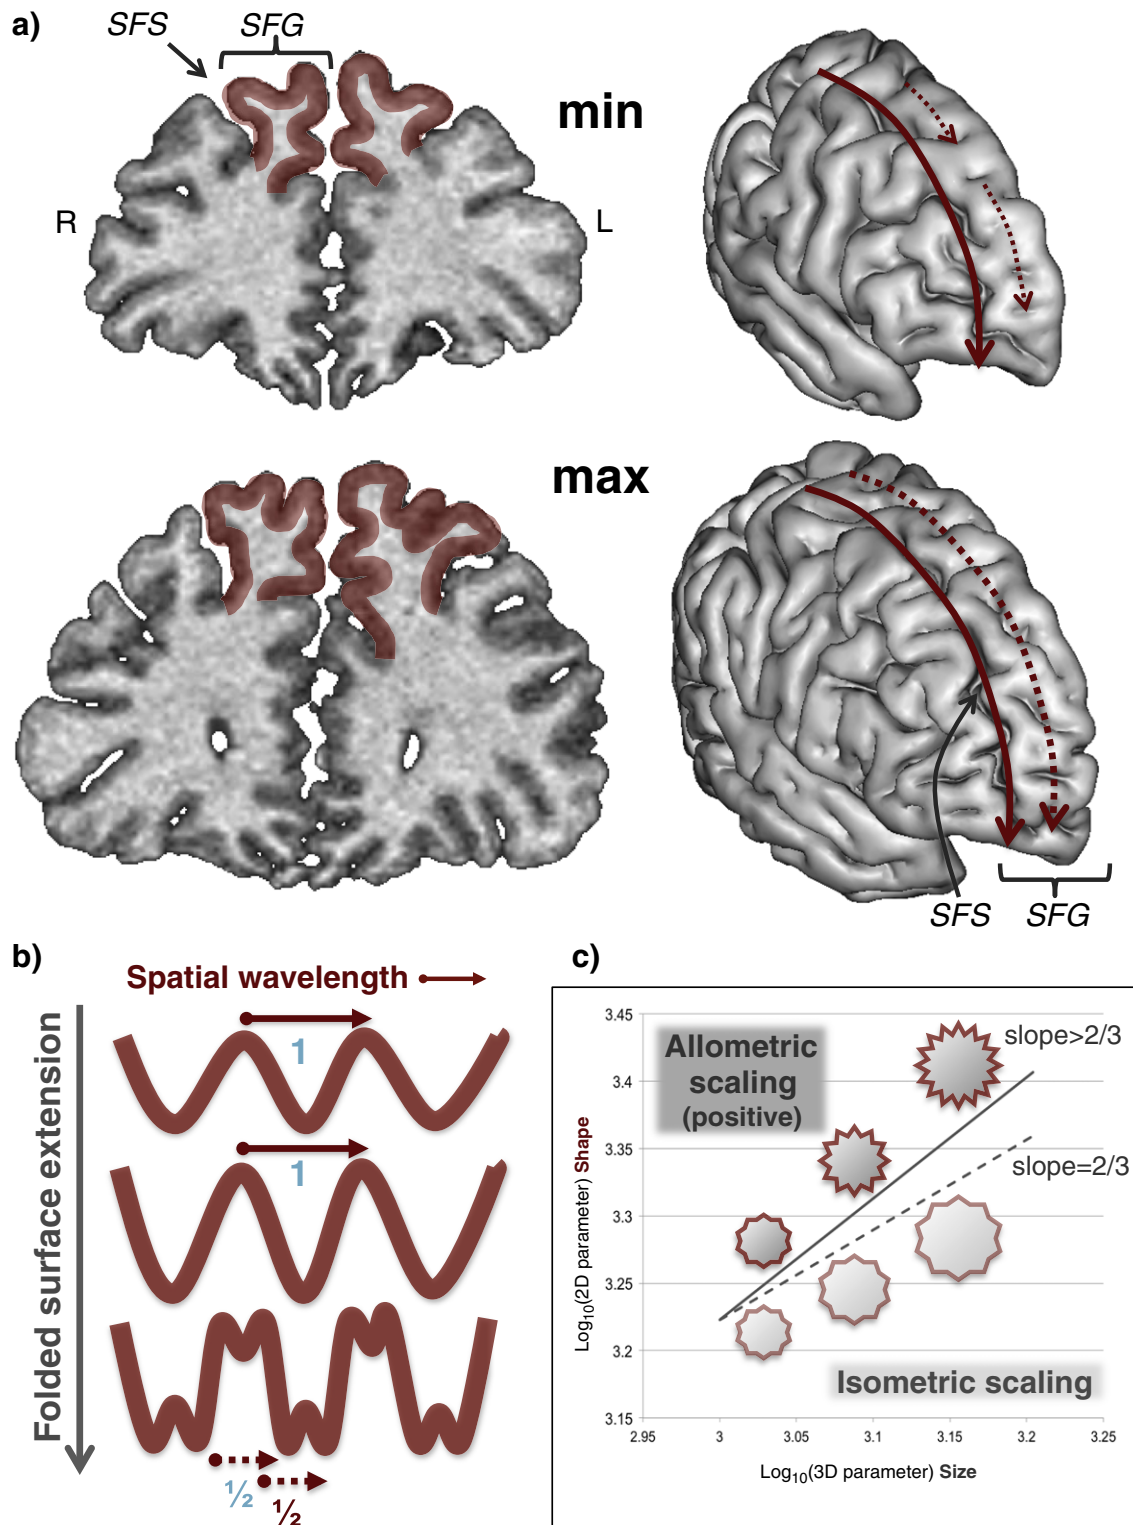 a)
SFS
SFG
min
R
L
max
SFS
SFG
b)
Spatial wavelength
Folded surface extension
1
1
½
½
c)
3.45
3.4
3.35
3.3
3.25
3.2
3.15
2.95
3
3.05
3.1
3.15
3.2
3.25
Allometric
scaling
(positive)
slope>2/3
slope=2/3
Isometric scaling
Log10(2D parameter) Shape
Log10(3D parameter) Size